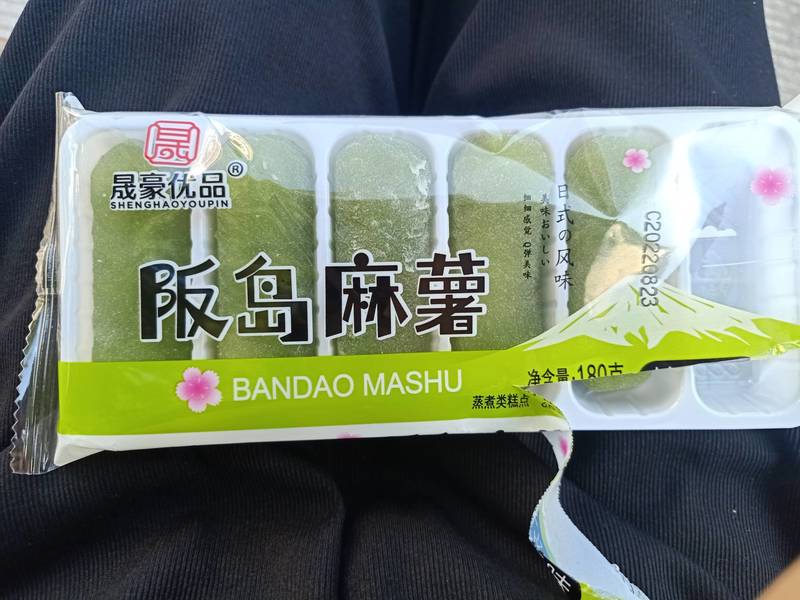 晟
晟豪优品®
SHENGHAOYOUPIN
阪岛麻薯
BANDAO MASHU
日式の风味
美味おいしい
细细感觉 Q弹美味
C20220823
净含量:180克
蒸煮类糕点